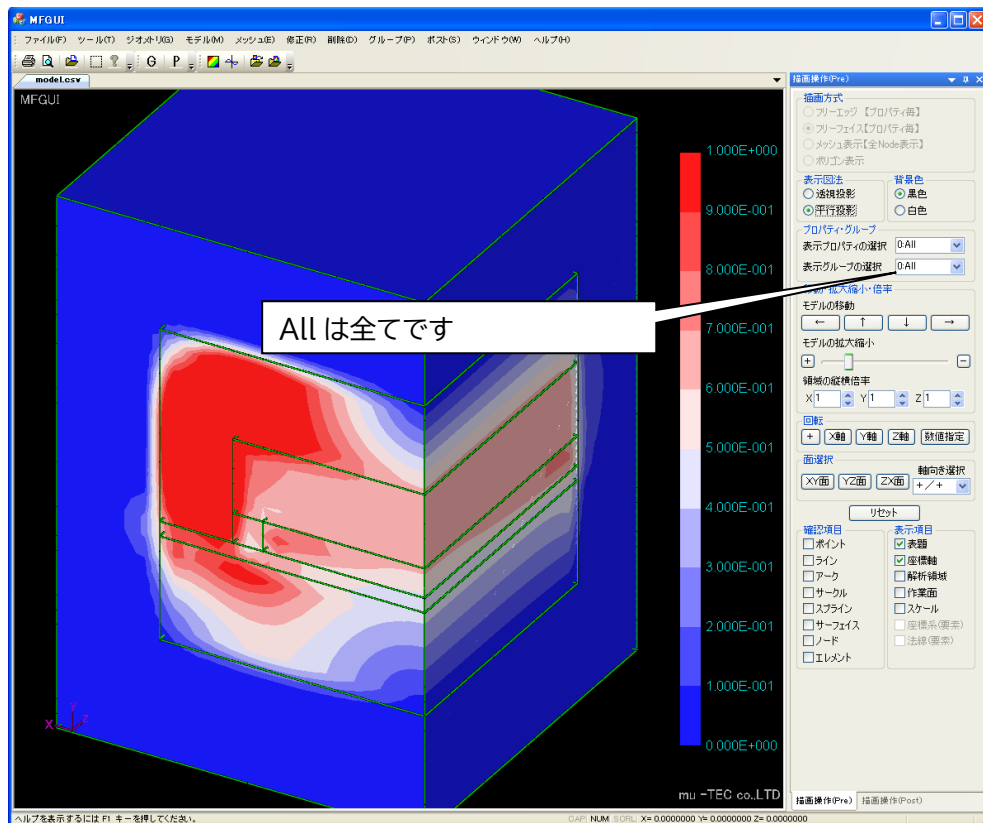 MFGUI
ファイル(F) ツール(T) ジオメトリ(G) モデル(M) メッシュ(E) 修正(R) 削除(D) グループ(P) ポスト(S) ウィンドウ(W) ヘルプ(H)
G P
model.csv
描画操作(Pre)
MFGUI
描画方式
フリーエッジ 【プロパティ毎】
フリーフェイス【プロパティ毎】
メッシュ表示【全Node表示】
ポリゴン表示
表示図法
透視投影
平行投影
背景色
黒色
白色
プロパティ・グループ
表示プロパティの選択 0:All
表示グループの選択 0:All
移動・拡大縮小・倍率
モデルの移動
← ↑ ↓ →
モデルの拡大縮小
+ −
領域の縦横倍率
X 1 Y 1 Z 1
回転
+ X軸 Y軸 Z軸 数値指定
面選択
軸向き選択
XY面 YZ面 ZX面 +/+
リセット
確認項目
ポイント
ライン
アーク
サークル
スプライン
サーフェイス
ノード
エレメント
表示項目
表題
座標軸
解析領域
作業面
スケール
座標系(要素)
法線(要素)
All は全てです
1.000E+000
9.000E-001
8.000E-001
7.000E-001
6.000E-001
5.000E-001
4.000E-001
3.000E-001
2.000E-001
1.000E-001
0.000E+000
X Y Z
mu -TEC co.,LTD
描画操作(Pre) 描画操作(Post)
ヘルプを表示するには F1 キーを押してください。
CAP NUM SCRL X= 0.0000000 Y= 0.0000000 Z= 0.0000000